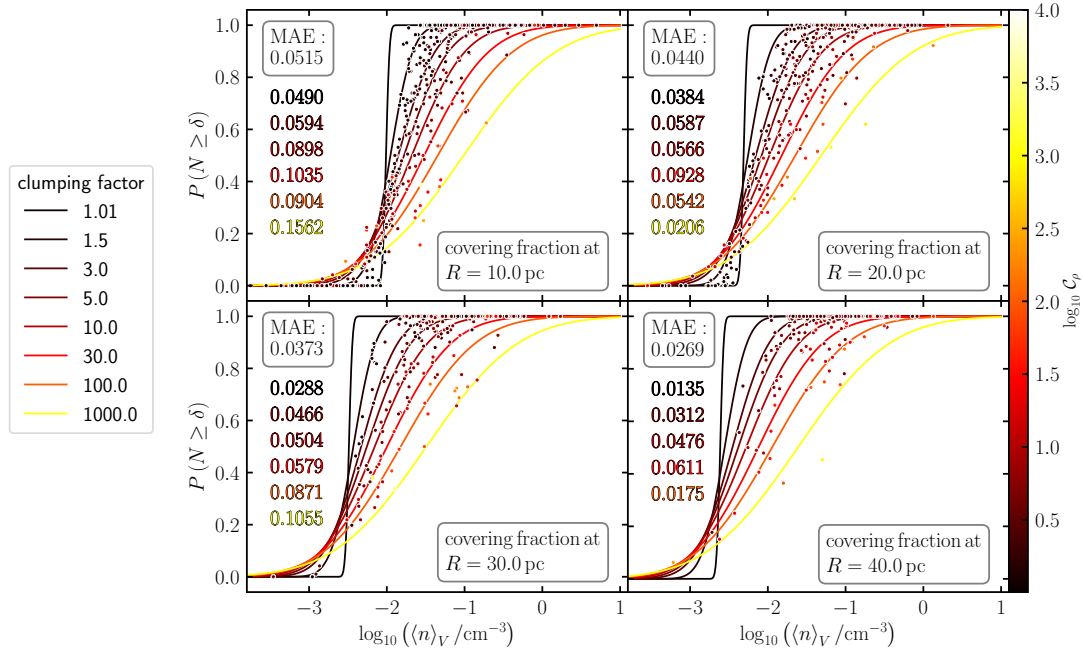 clumping factor
1.01
1.5
3.0
5.0
10.0
30.0
100.0
1000.0
P (N ≥ δ)
1.0
0.8
0.6
0.4
0.2
0.0
MAE :
0.0515
0.0490
0.0594
0.0898
0.1035
0.0904
0.1562
covering fraction at
R = 10.0 pc
MAE :
0.0440
0.0384
0.0587
0.0566
0.0928
0.0542
0.0206
covering fraction at
R = 20.0 pc
P (N ≥ δ)
1.0
0.8
0.6
0.4
0.2
0.0
MAE :
0.0373
0.0288
0.0466
0.0504
0.0579
0.0871
0.1055
covering fraction at
R = 30.0 pc
MAE :
0.0269
0.0135
0.0312
0.0476
0.0611
0.0175
covering fraction at
R = 40.0 pc
−3 −2 −1 0 1
log₁₀ (⟨n⟩_V /cm⁻³)
−3 −2 −1 0 1
log₁₀ (⟨n⟩_V /cm⁻³)
4.0
3.5
3.0
2.5
2.0
1.5
1.0
0.5
log₁₀ 𝒞_ρ